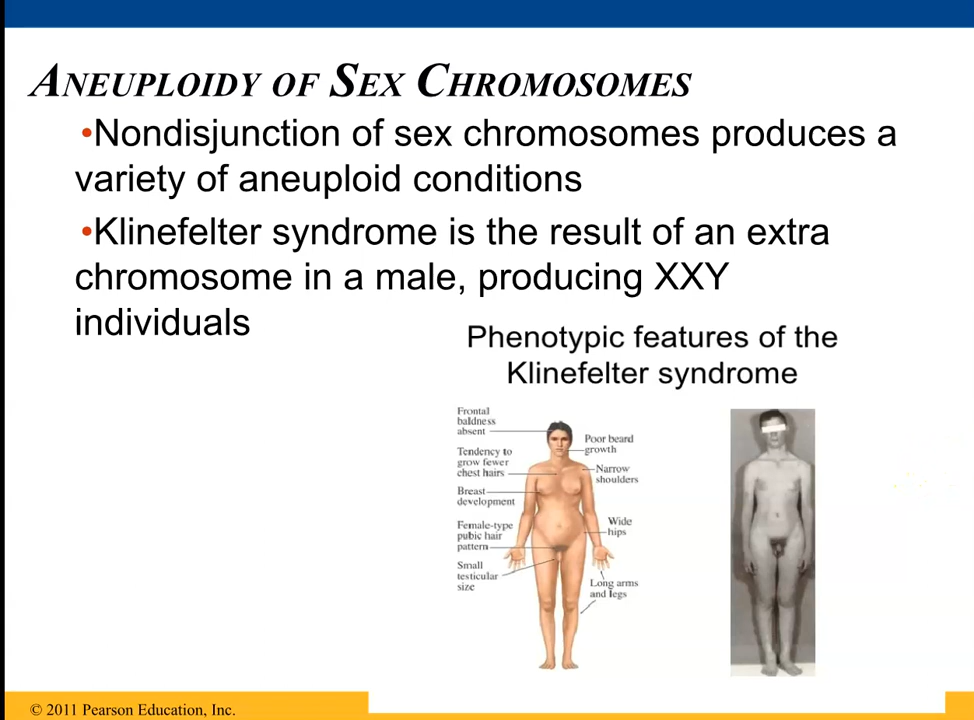 ANEUPLOIDY OF SEX CHROMOSOMES
•Nondisjunction of sex chromosomes produces a
variety of aneuploid conditions
•Klinefelter syndrome is the result of an extra
chromosome in a male, producing XXY
individuals
Phenotypic features of the
Klinefelter syndrome
Frontal
baldness
absent
Tendency to
grow fewer
chest hairs
Breast
development
Female-type
pubic hair
pattern
Small
testicular
size
Poor beard
growth
Narrow
shoulders
Wide
hips
Long arms
and legs
© 2011 Pearson Education, Inc.